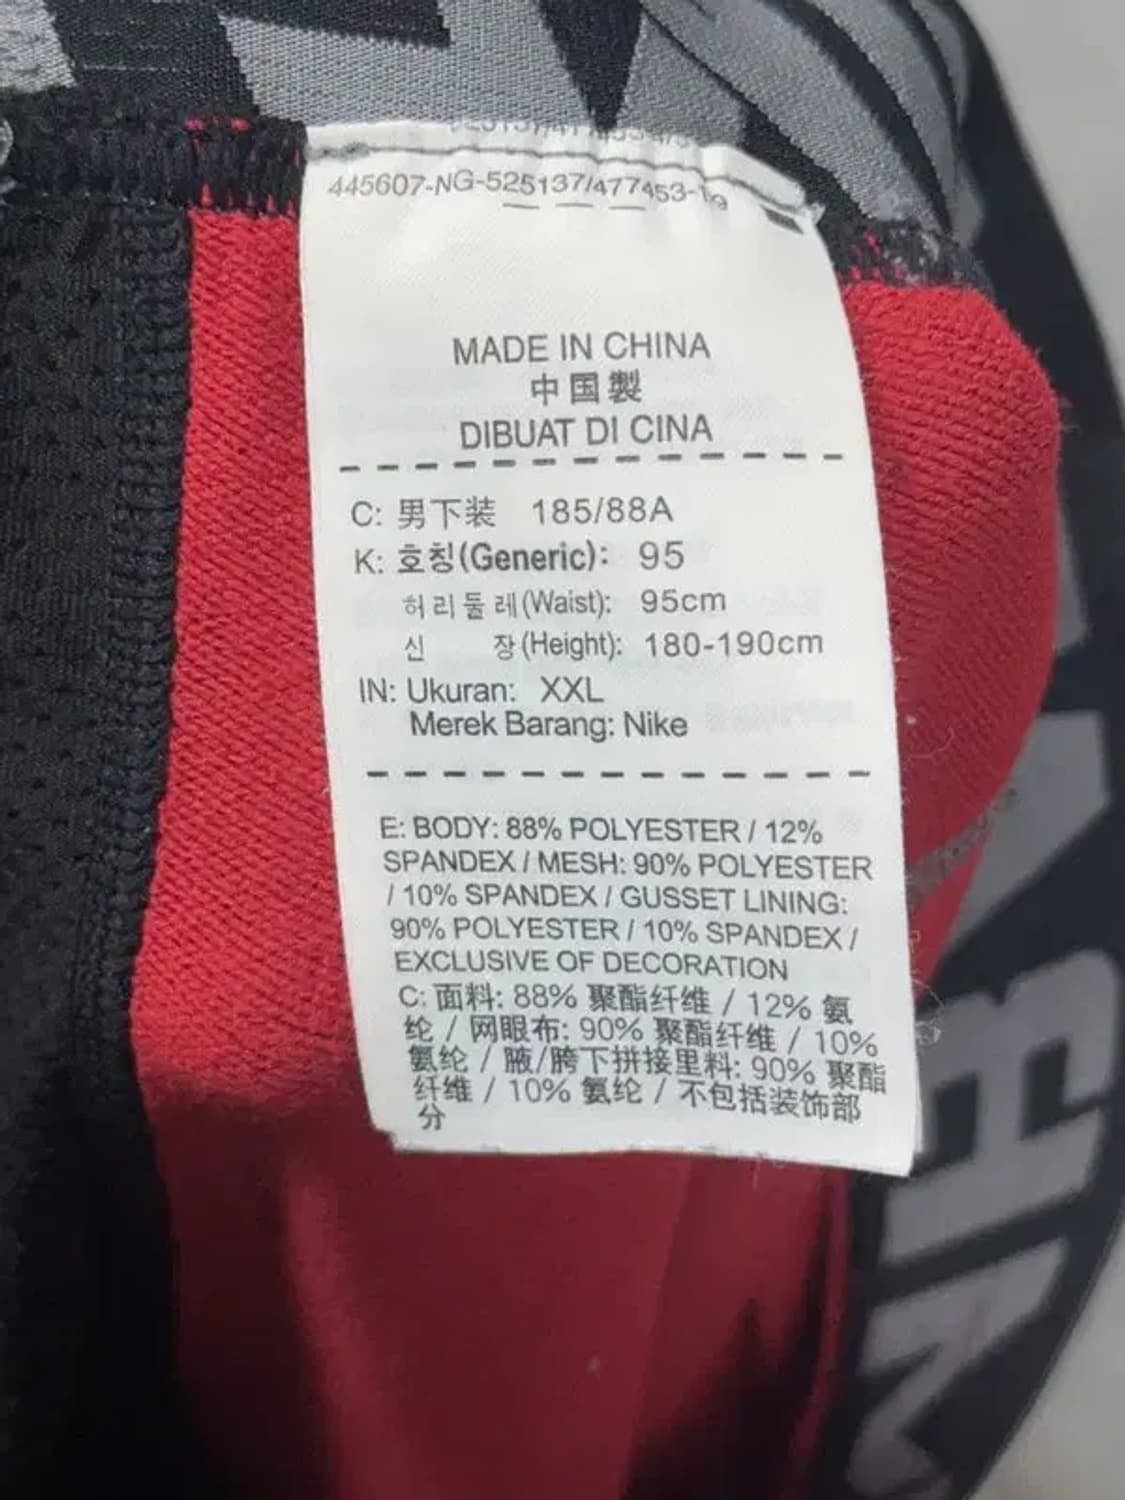 445607-NG-525137/477453-19
MADE IN CHINA
中国製
DIBUAT DI CINA
C: 男下装 185/88A
K: 호칭(Generic): 95
허리둘레(Waist): 95cm
신 장(Height): 180-190cm
IN: Ukuran: XXL
Merek Barang: Nike
E: BODY: 88% POLYESTER / 12%
SPANDEX / MESH: 90% POLYESTER
/ 10% SPANDEX / GUSSET LINING:
90% POLYESTER / 10% SPANDEX /
EXCLUSIVE OF DECORATION
C: 面料: 88% 聚酯纤维 / 12% 氨
纶 / 网眼布: 90% 聚酯纤维 / 10%
氨纶 / 腋/胯下拼接里料: 90% 聚酯
纤维 / 10% 氨纶 / 不包括装饰部
分